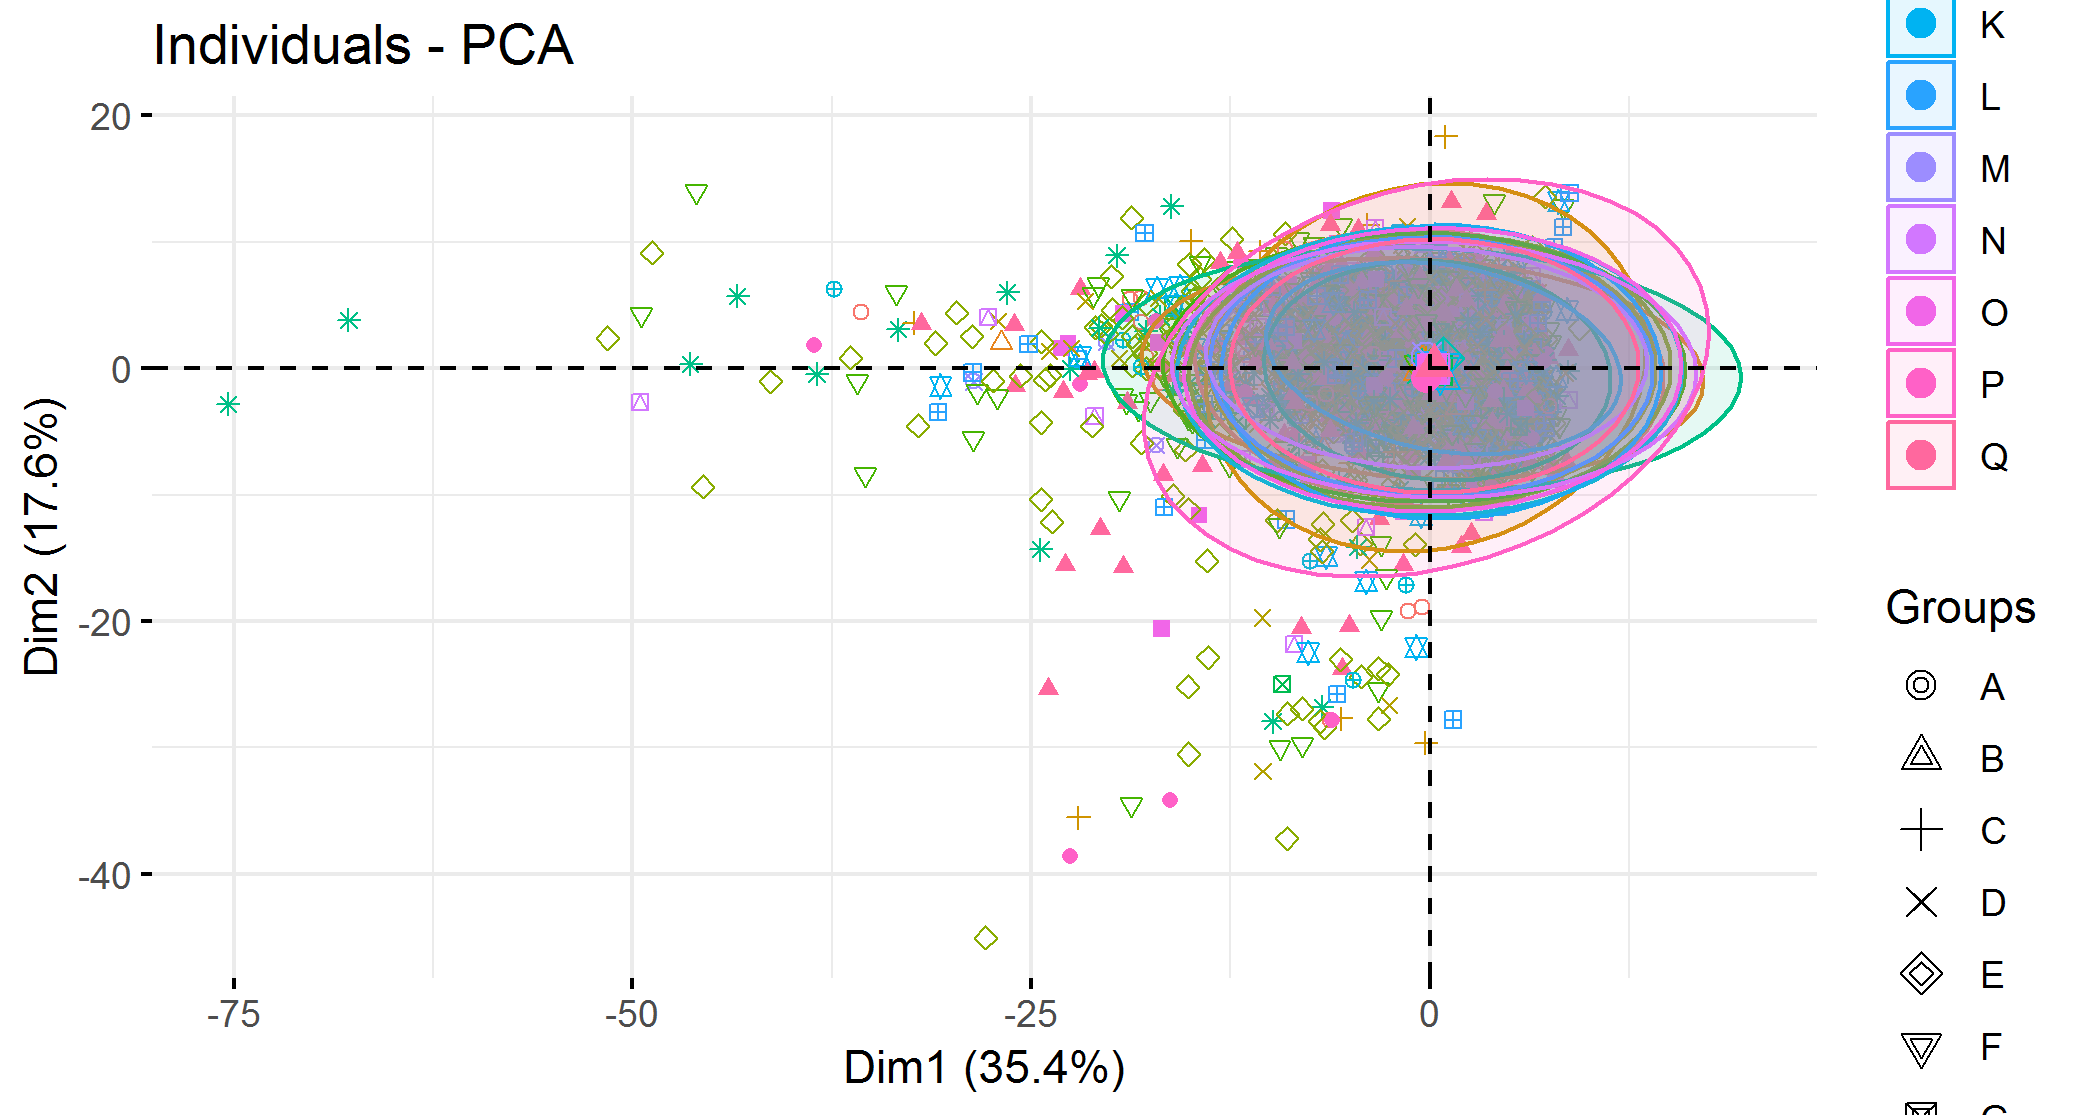 Individuals - PCA
20
0
-20
-40
Dim2 (17.6%)
-75
-50
-25
0
Dim1 (35.4%)
K
L
M
N
O
P
Q
Groups
A
B
C
D
E
F